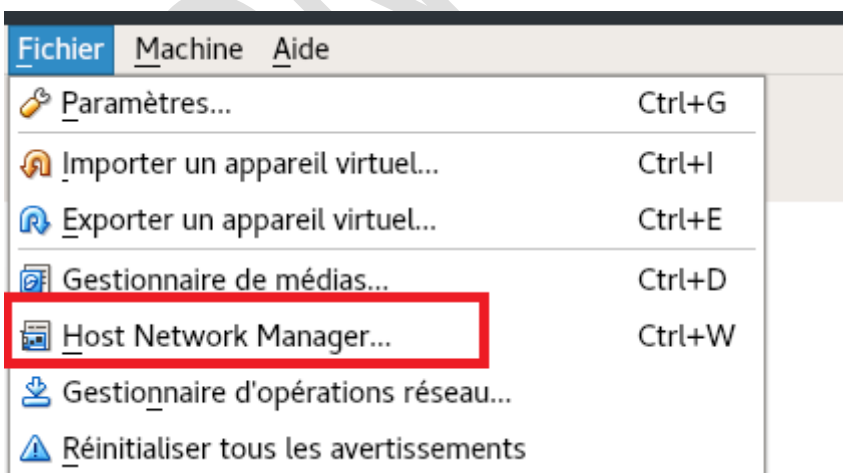 Fichier Machine Aide
Paramètres... Ctrl+G
Importer un appareil virtuel... Ctrl+I
Exporter un appareil virtuel... Ctrl+E
Gestionnaire de médias... Ctrl+D
Host Network Manager... Ctrl+W
Gestionnaire d'opérations réseau...
Réinitialiser tous les avertissements